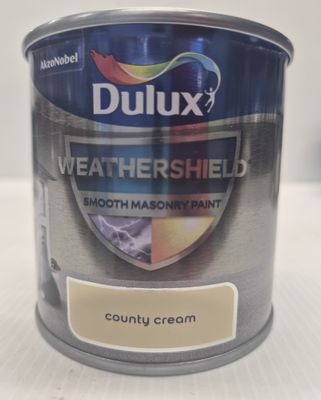 AkzoNobel
Dulux
WEATHERSHIELD
SMOOTH MASONRY PAINT
county cream